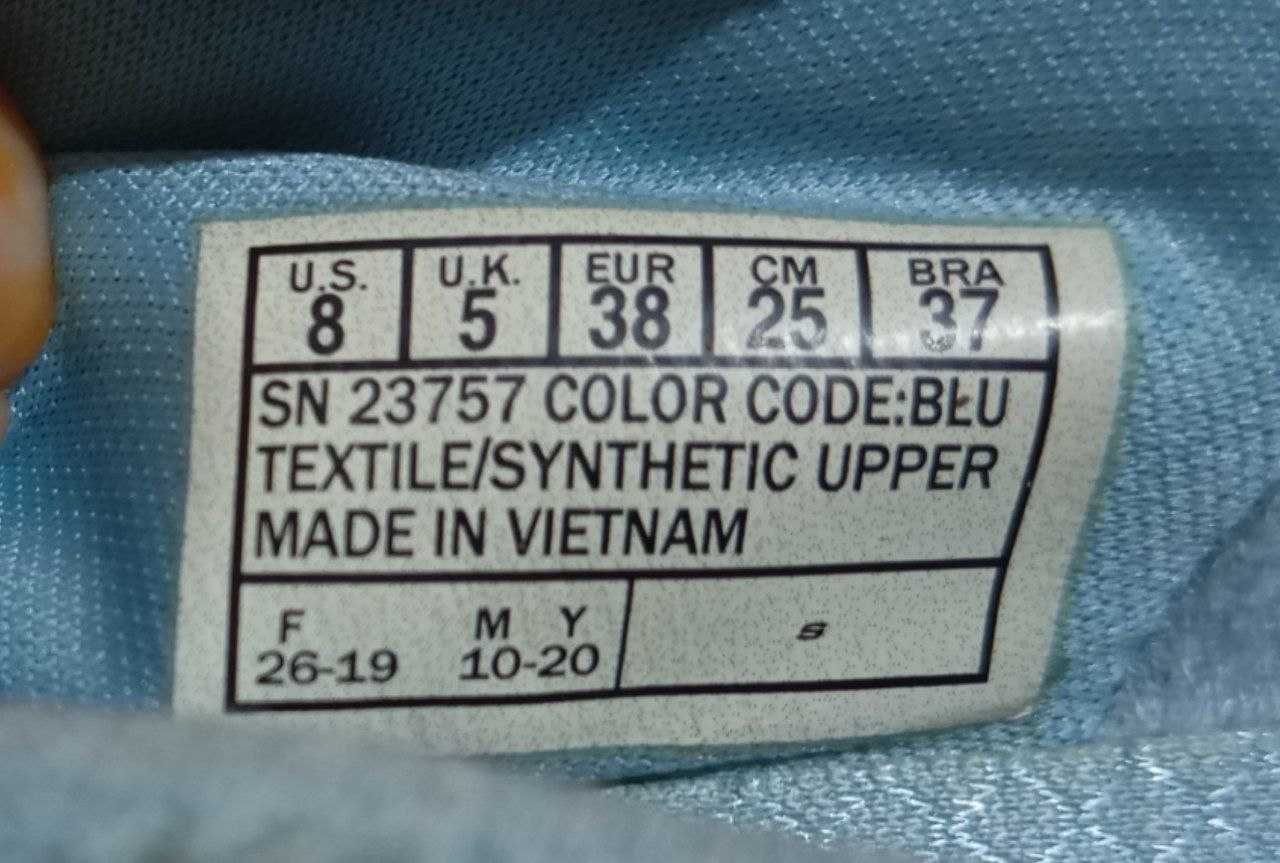 U.S. U.K. EUR CM BRA
8 5 38 25 37
SN 23757 COLOR CODE:BLU
TEXTILE/SYNTHETIC UPPER
MADE IN VIETNAM
F M Y S
26-19 10-20